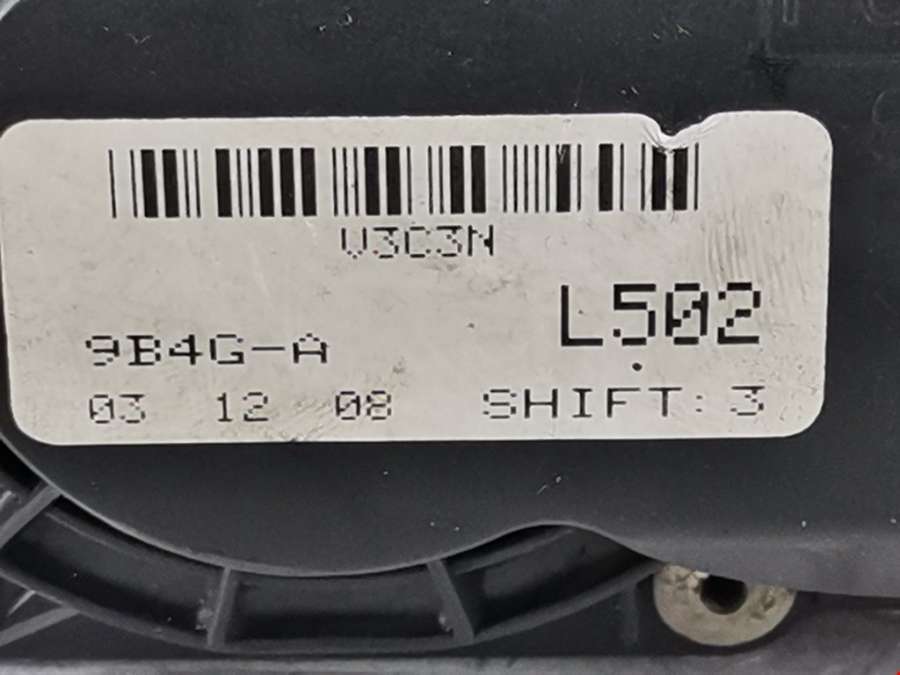 V3C3N
L502
9B4G-A
03 12 08 SHIFT: 3